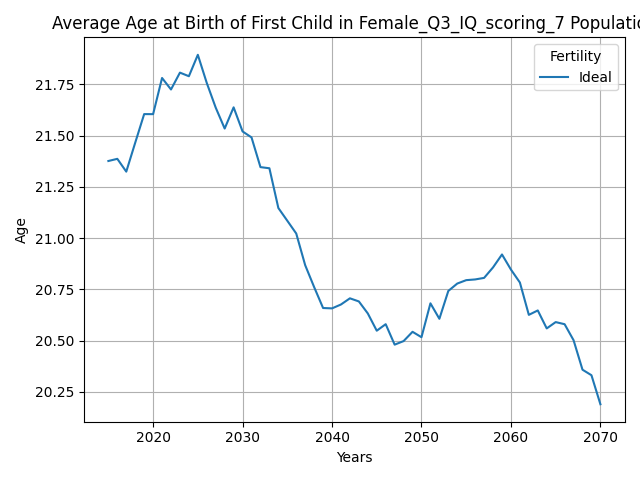 Average Age at Birth of First Child in Female_Q3_IQ_scoring_7 Populatio
Fertility
Ideal
Age
21.75
21.50
21.25
21.00
20.75
20.50
20.25
2020 2030 2040 2050 2060 2070
Years